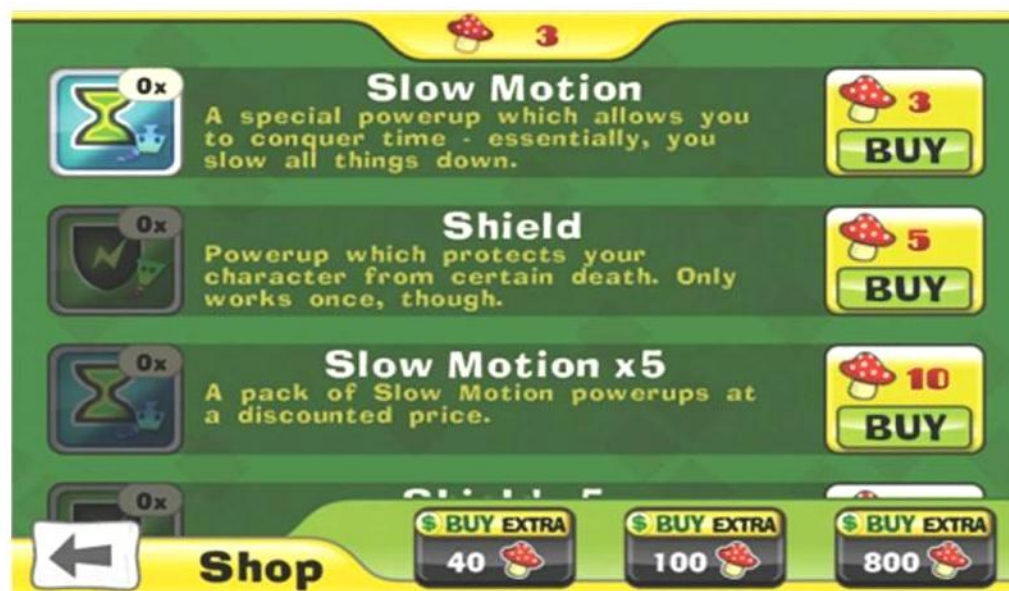 3
0x
Slow Motion
A special powerup which allows you
to conquer time - essentially, you
slow all things down.
3
BUY
0x
Shield
Powerup which protects your
character from certain death. Only
works once, though.
5
BUY
0x
Slow Motion x5
A pack of Slow Motion powerups at
a discounted price.
10
BUY
0x
Shop
$ BUY EXTRA
40
$ BUY EXTRA
100
$ BUY EXTRA
800